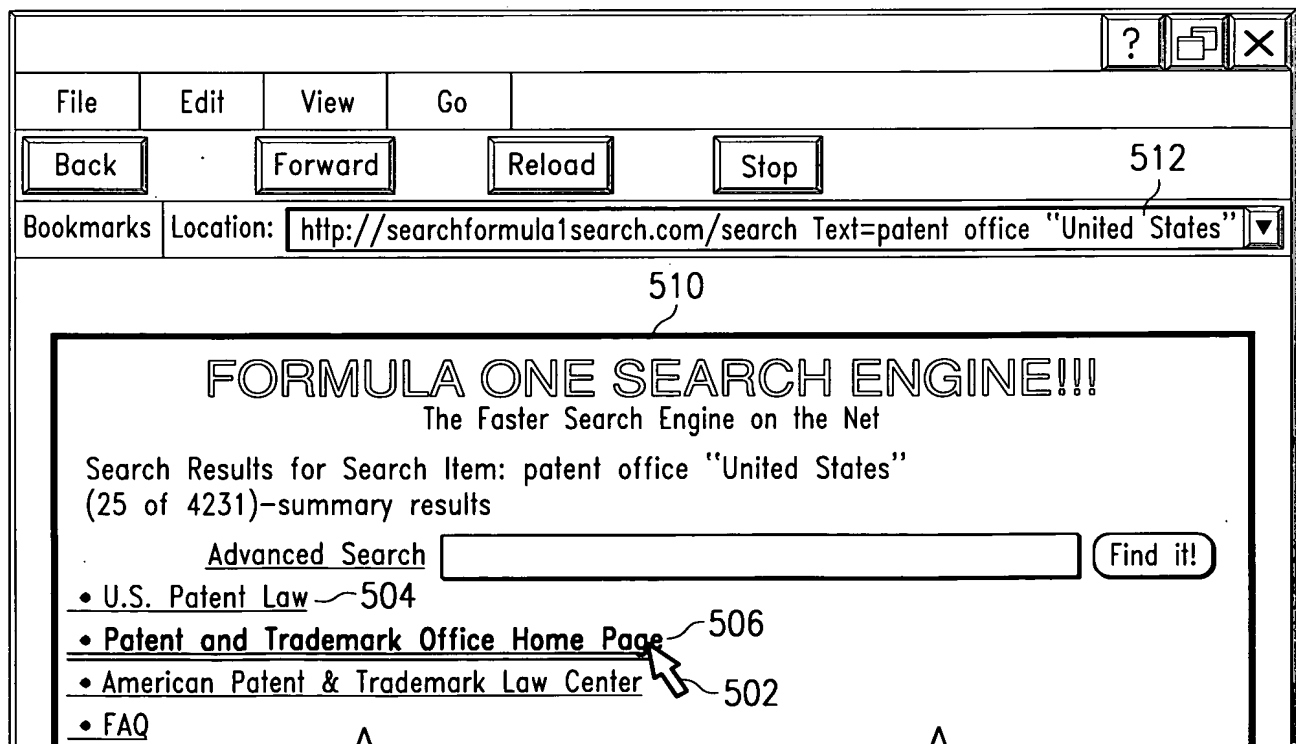 ?
File Edit View Go
Back Forward Reload Stop 512
Bookmarks Location: http://searchformula1search.com/search Text=patent office "United States"
510
FORMULA ONE SEARCH ENGINE!!!
The Faster Search Engine on the Net
Search Results for Search Item: patent office "United States"
(25 of 4231)-summary results
Advanced Search Find it!
• U.S. Patent Law 504
• Patent and Trademark Office Home Page 506
• American Patent & Trademark Law Center 502
• FAQ